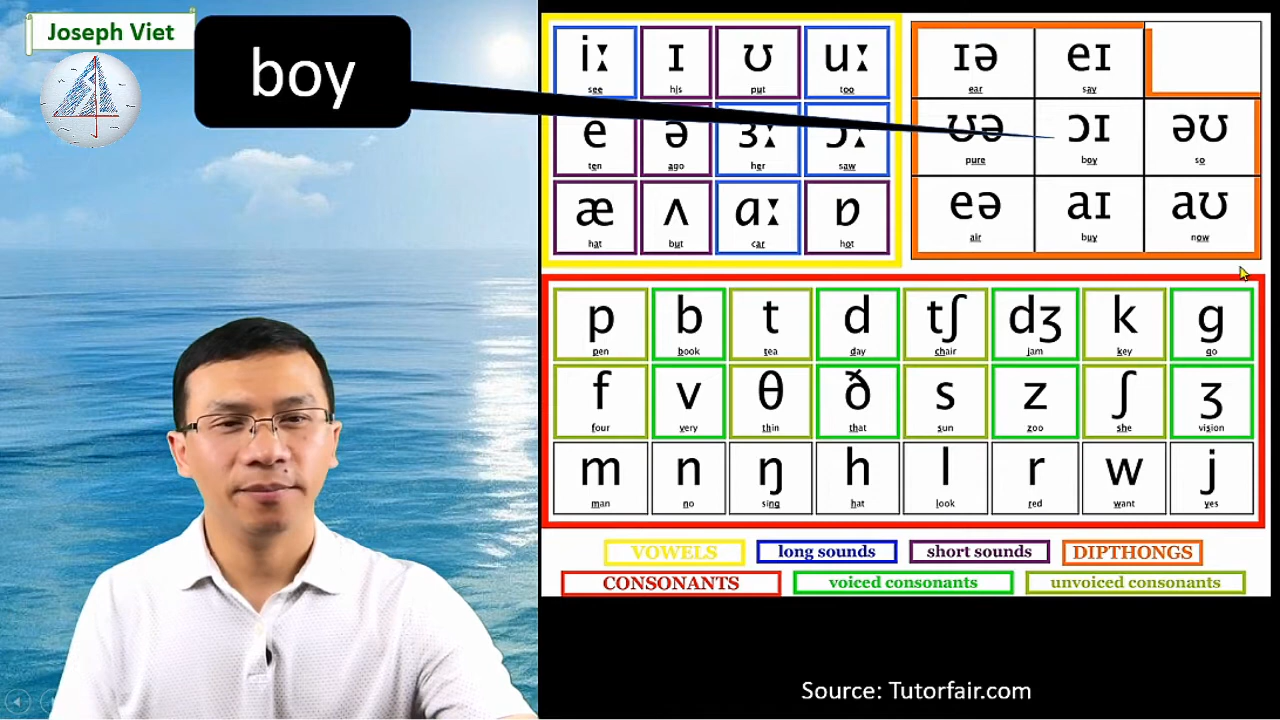 Joseph Viet
boy
iː ɪ ʊ uː
see his put too
e ə ɜː ɔː
ten ago her saw
æ ʌ ɑː ɒ
hat but car hot
ɪə eɪ
ear say
ʊə ɔɪ əʊ
pure boy so
eə aɪ aʊ
air buy now
p b t d tʃ dʒ k g
pen book tea day chair jam key go
f v θ ð s z ʃ ʒ
four very thin that sun zoo she vision
m n ŋ h l r w j
man no sing hat look red want yes
VOWELS long sounds short sounds DIPTHONGS
CONSONANTS voiced consonants unvoiced consonants
Source: Tutorfair.com